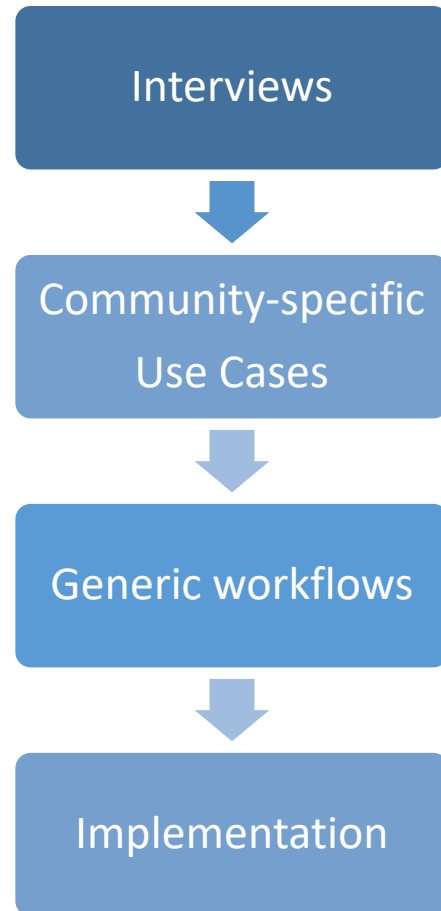 Interviews
Community-specific
Use Cases
Generic workflows
Implementation